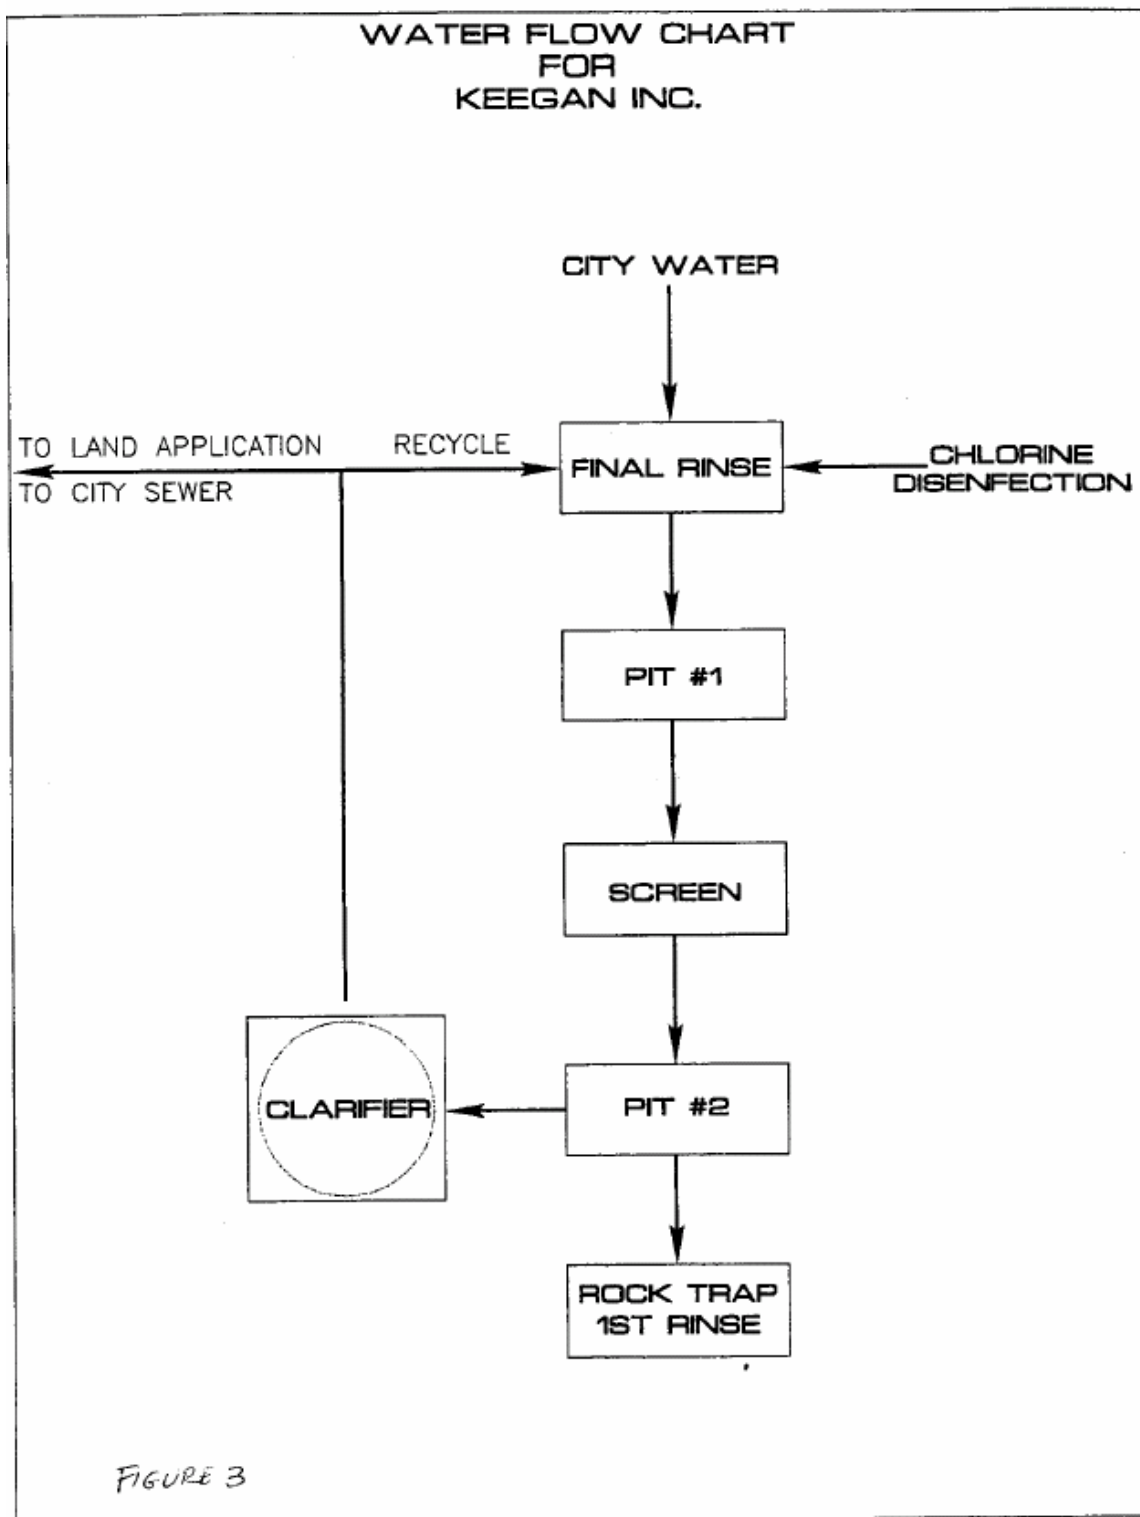 WATER FLOW CHART
FOR
KEEGAN INC.
CITY WATER
TO LAND APPLICATION
RECYCLE
TO CITY SEWER
FINAL RINSE
CHLORINE
DISENFECTION
PIT #1
SCREEN
CLARIFIER
PIT #2
ROCK TRAP
1ST RINSE
FIGURE 3